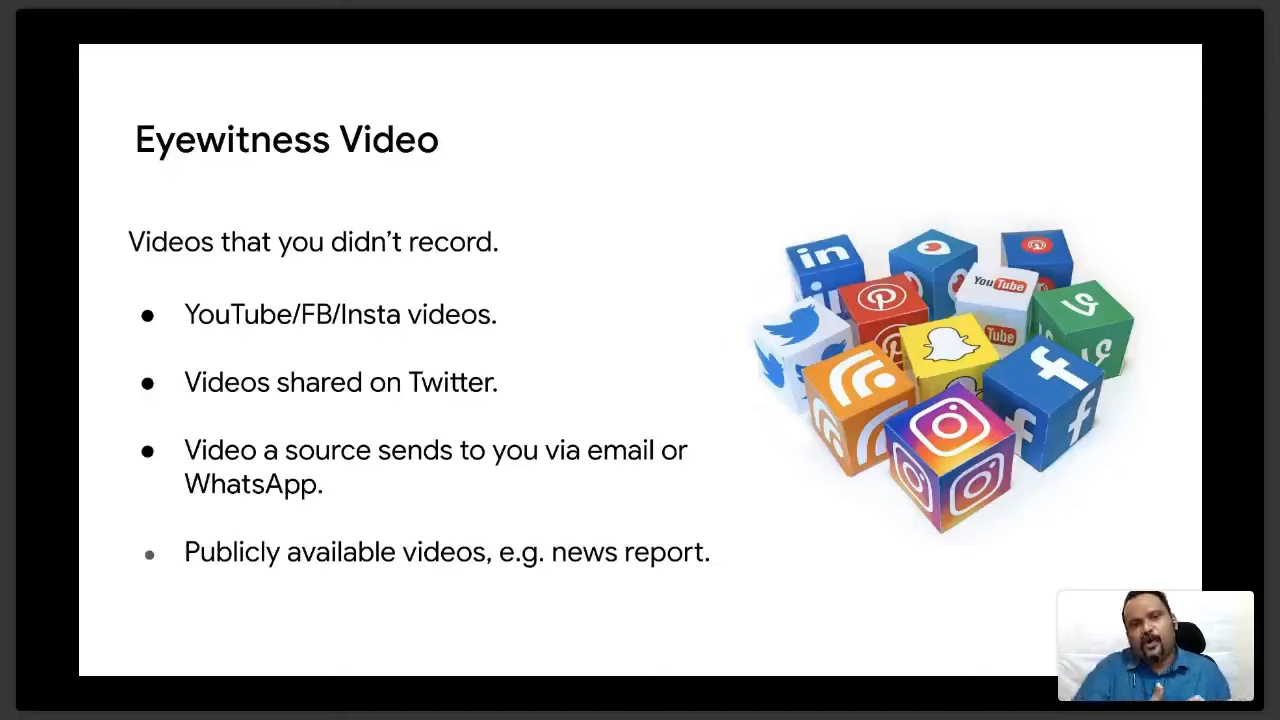 Eyewitness Video
Videos that you didn’t record.
● YouTube/FB/Insta videos.
● Videos shared on Twitter.
● Video a source sends to you via email or
WhatsApp.
● Publicly available videos, e.g. news report.
in
in
YouTube
Tube
f
f
f